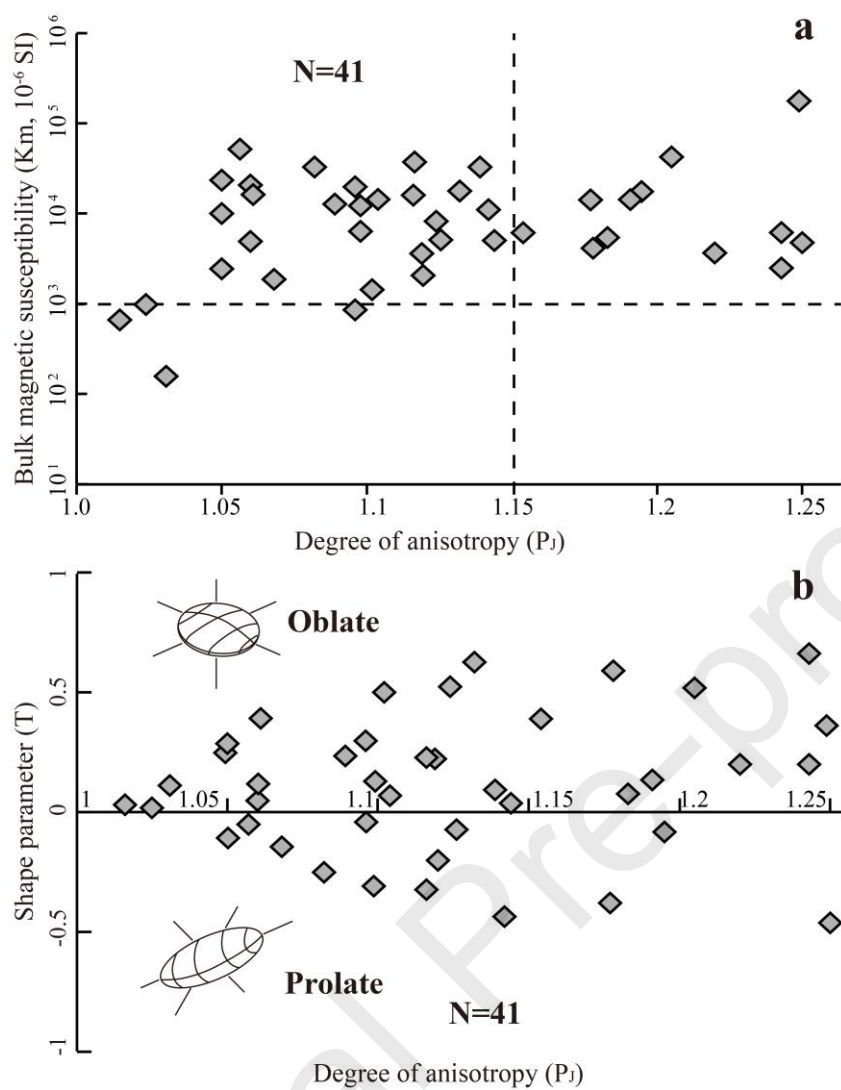 a
N=41
Bulk magnetic susceptibility (Km, 10⁻⁶ SI)
10⁶
10⁵
10⁴
10³
10²
10¹
1.0 1.05 1.1 1.15 1.2 1.25
Degree of anisotropy (PJ)
b
Oblate
Shape parameter (T)
1
0.5
0
-0.5
-1
1 1.05 1.1 1.15 1.2 1.25
Prolate
N=41
Degree of anisotropy (PJ)
al Pre-pro